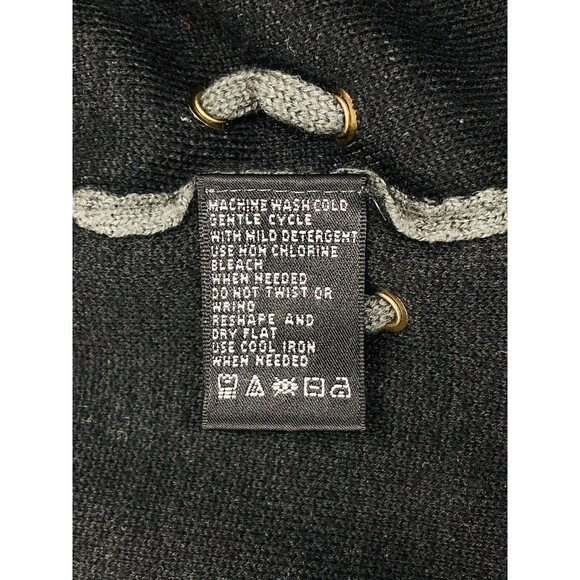 MACHINE WASH COLD
GENTLE CYCLE
WITH MILD DETERGENT
USE NON CHLORINE
BLEACH
WHEN NEEDED
DO NOT TWIST OR
WRING
RESHAPE AND
DRY FLAT
USE COOL IRON
WHEN NEEDED